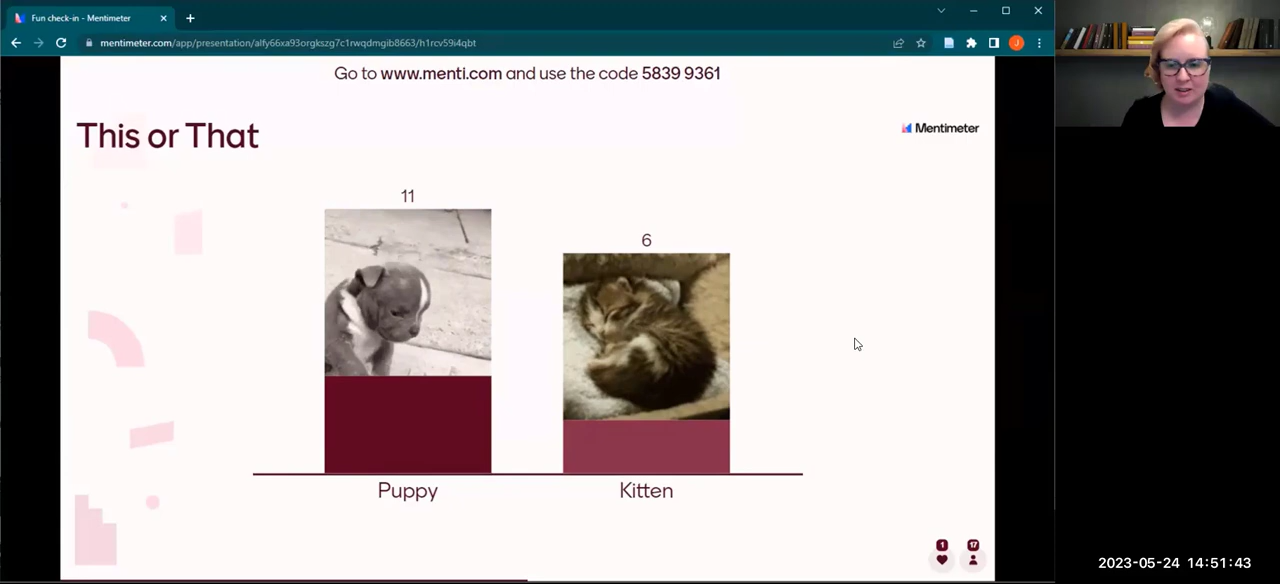 Fun check-in - Mentimeter
mentimeter.com/app/presentation/alfy66xa93orgkszg7c1rwqdmgib8663/h1rcv59i4qbt
J
Go to www.menti.com and use the code 5839 9361
This or That
Mentimeter
11
6
Puppy
Kitten
1
17
2023-05-24 14:51:43